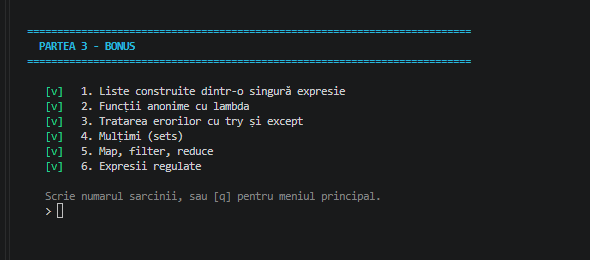 ======================================================================
PARTEA 3 - BONUS
======================================================================
[v] 1. Liste construite dintr-o singură expresie
[v] 2. Funcții anonime cu lambda
[v] 3. Tratarea erorilor cu try și except
[v] 4. Mulțimi (sets)
[v] 5. Map, filter, reduce
[v] 6. Expresii regulate
Scrie numarul sarcinii, sau [q] pentru meniul principal.
>